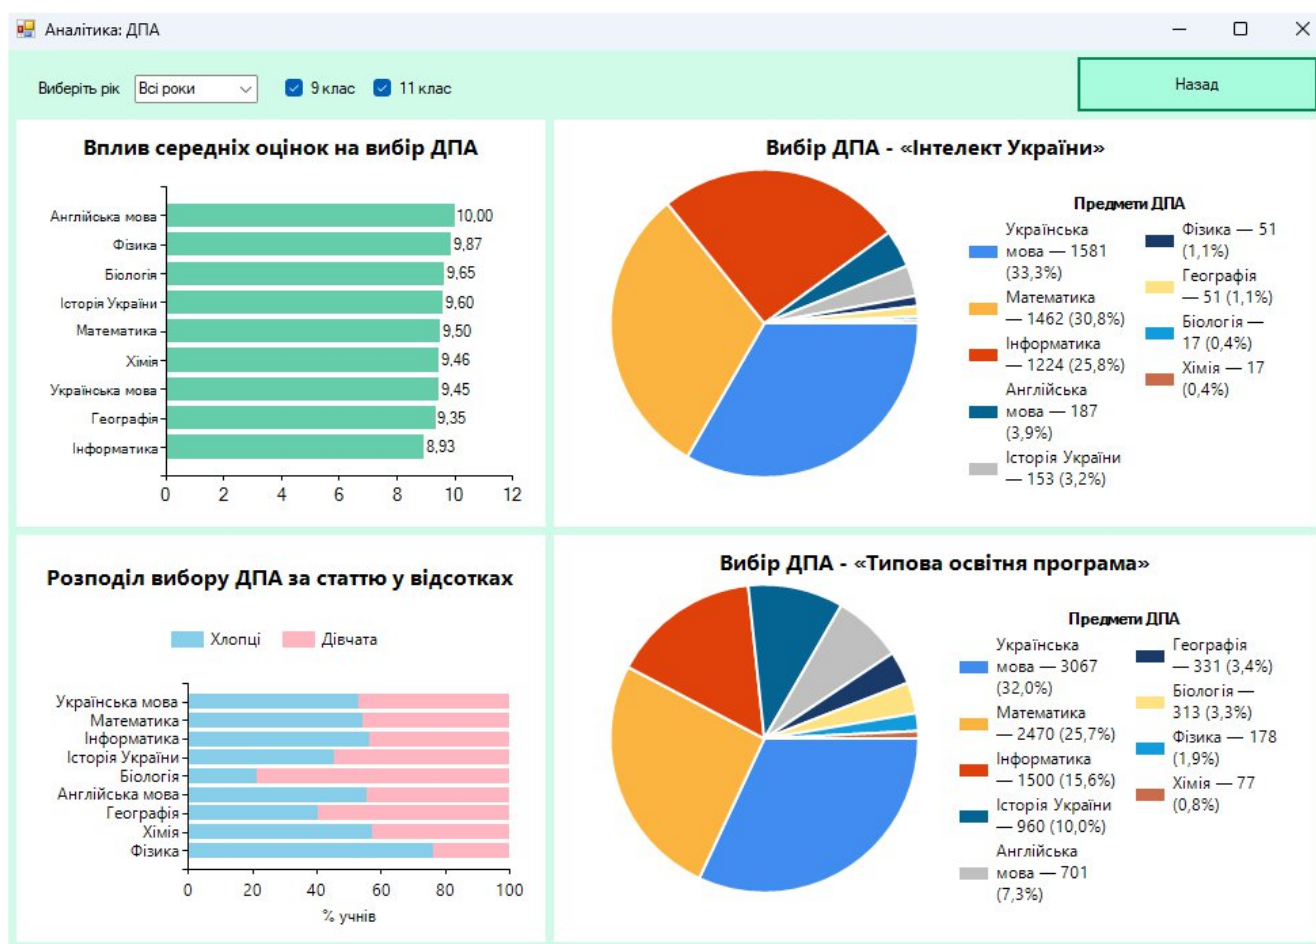 Аналітика: ДПА
Виберіть рік
Всі роки
9 клас
11 клас
Назад
Вплив середніх оцінок на вибір ДПА
Англійська мова
10,00
Фізика
9,87
Біологія
9,65
Історія України
9,60
Математика
9,50
Хімія
9,46
Українська мова
9,45
Географія
9,35
Інформатика
8,93
0 2 4 6 8 10 12
Вибір ДПА - «Інтелект України»
Предмети ДПА
Українська
мова — 1581
(33,3%)
Математика
— 1462 (30,8%)
Інформатика
— 1224 (25,8%)
Англійська
мова — 187
(3,9%)
Історія України
— 153 (3,2%)
Фізика — 51
(1,1%)
Географія
— 51 (1,1%)
Біологія —
17 (0,4%)
Хімія — 17
(0,4%)
Розподіл вибору ДПА за статтю у відсотках
Хлопці
Дівчата
Українська мова
Математика
Інформатика
Історія України
Біологія
Англійська мова
Географія
Хімія
Фізика
0 20 40 60 80 100
% учнів
Вибір ДПА - «Типова освітня програма»
Предмети ДПА
Українська
мова — 3067
(32,0%)
Математика
— 2470 (25,7%)
Інформатика
— 1500 (15,6%)
Історія України
— 960 (10,0%)
Англійська
мова — 701
(7,3%)
Географія
— 331 (3,4%)
Біологія —
313 (3,3%)
Фізика — 178
(1,9%)
Хімія — 77
(0,8%)